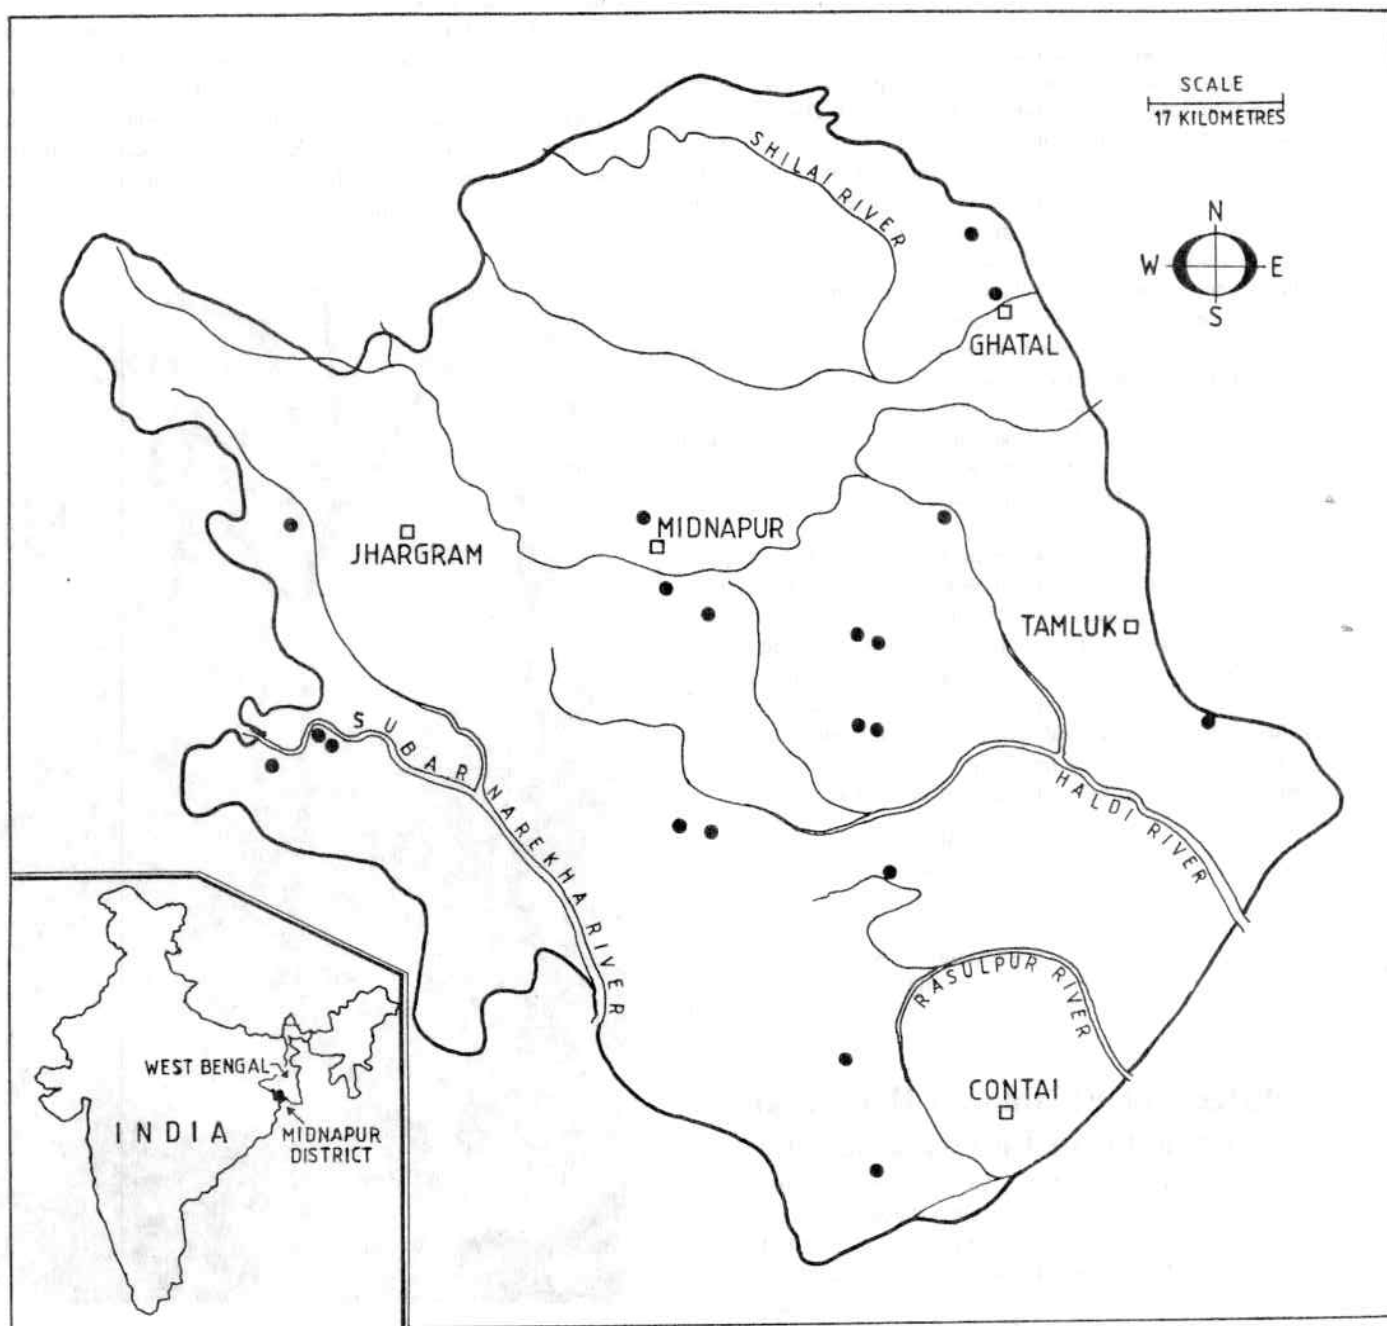 SCALE
17 KILOMETRES
SHILAI RIVER
N
W E
S
GHATAL
MIDNAPUR
JHARGRAM
TAMLUK
SUBARNAREKHA RIVER
HALDI RIVER
RASULPUR RIVER
CONTAI
WEST BENGAL
INDIA
MIDNAPUR
DISTRICT